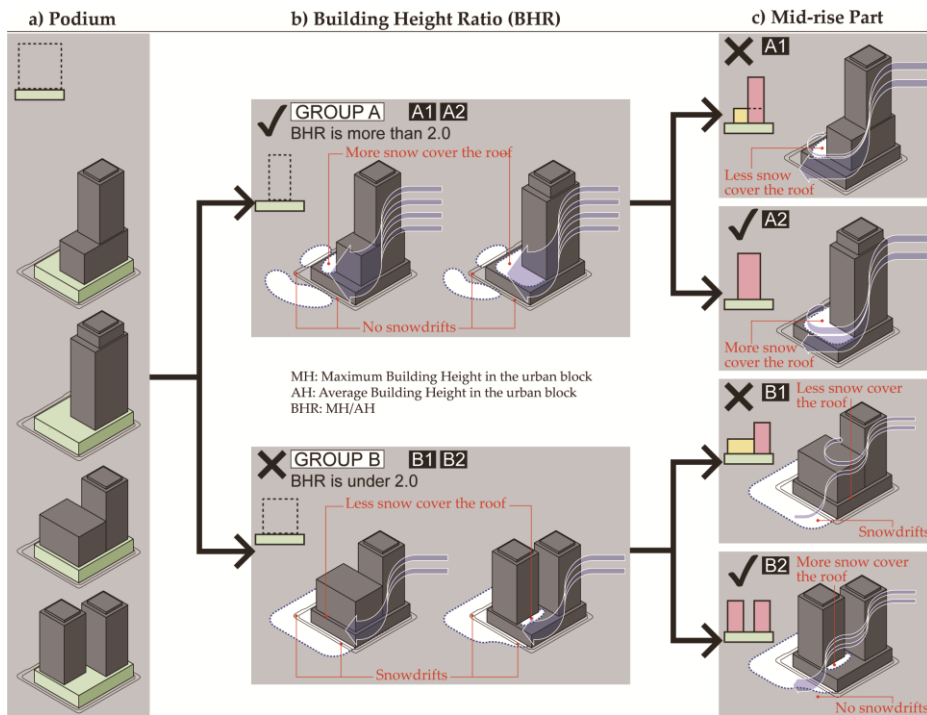 a) Podium
b) Building Height Ratio (BHR)
c) Mid-rise Part
GROUP A A1 A2
BHR is more than 2.0
More snow cover the roof
No snowdrifts
MH: Maximum Building Height in the urban block
AH: Average Building Height in the urban block
BHR: MH/AH
GROUP B B1 B2
BHR is under 2.0
Less snow cover the roof
Snowdrifts
A1
Less snow
cover the roof
A2
More snow
cover the roof
B1
Less snow cover
the roof
Snowdrifts
B2
More snow cover
the roof
No snowdrifts